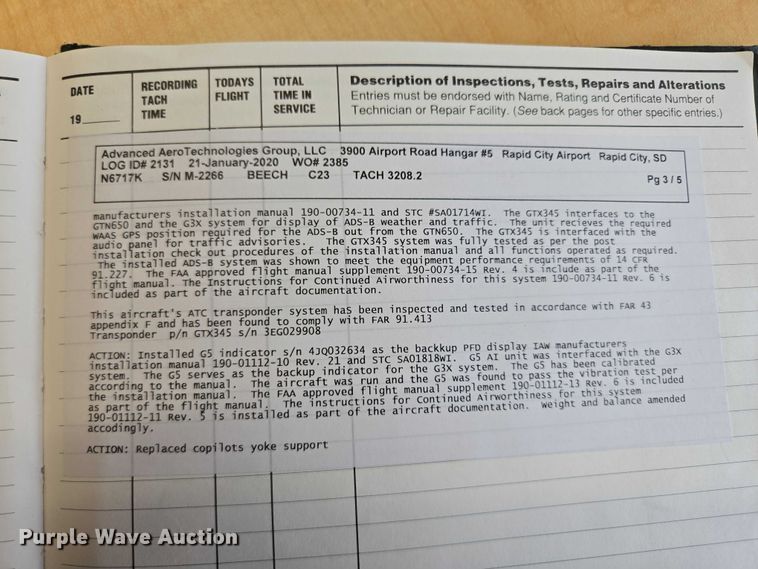 DATE
19
RECORDING TACH TIME
TODAYS FLIGHT
TOTAL TIME IN SERVICE
Description of Inspections, Tests, Repairs and Alterations
Entries must be endorsed with Name, Rating and Certificate Number of
Technician or Repair Facility. (See back pages for other specific entries.)
Advanced AeroTechnologies Group, LLC 3900 Airport Road Hangar #5 Rapid City Airport Rapid City, SD
LOG ID# 2131 21-January-2020 WO# 2385
N6717K S/N M-2266 BEECH C23 TACH 3208.2
Pg 3 / 5
manufacturers installation manual 190-00734-11 and STC #SA01714WI. The GTX345 interfaces to the
GTN650 and the G3X system for display of ADS-B weather and traffic. The unit recieves the required
WAAS GPS position required for the ADS-B out from the GTN650. The GTX345 is interfaced with the
audio panel for traffic advisories. The GTX345 system was fully tested as per the post
installation check out procedures of the installation manual and all functions operated as required.
The installed ADS-B system was shown to meet the equipment performance requirements of 14 CFR
91.227. The FAA approved flight manual supplement 190-00734-15 Rev. 4 is include as part of the
flight manual. The Instructions for Continued Airworthiness for this system 190-00734-11 Rev. 6 is
included as part of the aircraft documentation.
This aircraft's ATC transponder system has been inspected and tested in accordance with FAR 43
appendix F and has been found to comply with FAR 91.413
Transponder p/n GTX345 s/n 3EG029908
ACTION: Installed G5 indicator s/n 4JQ032634 as the backkup PFD display IAW manufacturers
installation manual 190-01112-10 Rev. 21 and STC SA01818WI. G5 AI unit was interfaced with the G3X
system. The G5 serves as the backup indicator for the G3X system. The G5 has been calibrated
according to the manual. The aircraft was run and the G5 was found to pass the vibration test per
the installation manual. The FAA approved flight manual supplement 190-01112-13 Rev. 6 is included
as part of the flight manual. The instructions for Continued Airworthiness for this system
190-01112-11 Rev. 5 is installed as part of the aircraft documentation. Weight and balance amended
accodingly.
ACTION: Replaced copilots yoke support
Purple Wave Auction